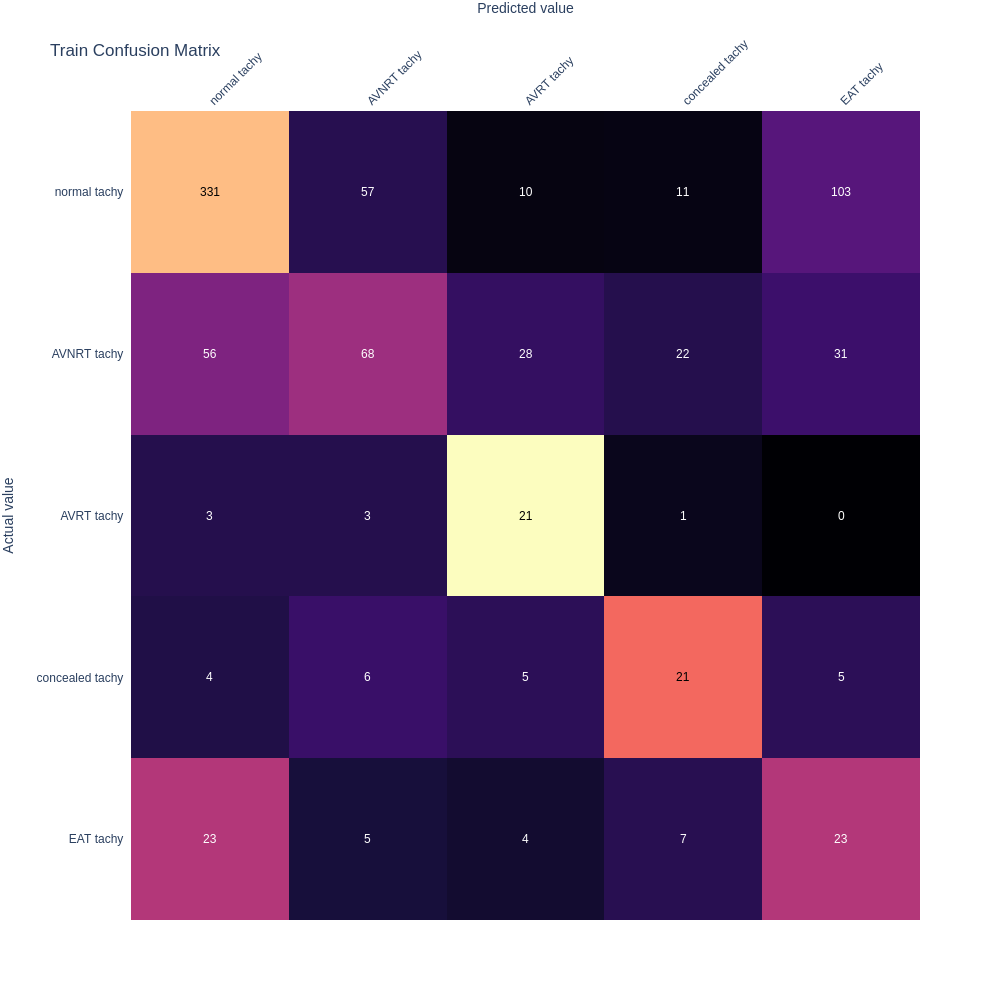 Predicted value
Train Confusion Matrix
normal tachy
AVNRT tachy
AVRT tachy
concealed tachy
EAT tachy
normal tachy 331 57 10 11 103
AVNRT tachy 56 68 28 22 31
Actual value
AVRT tachy 3 3 21 1 0
concealed tachy 4 6 5 21 5
EAT tachy 23 5 4 7 23